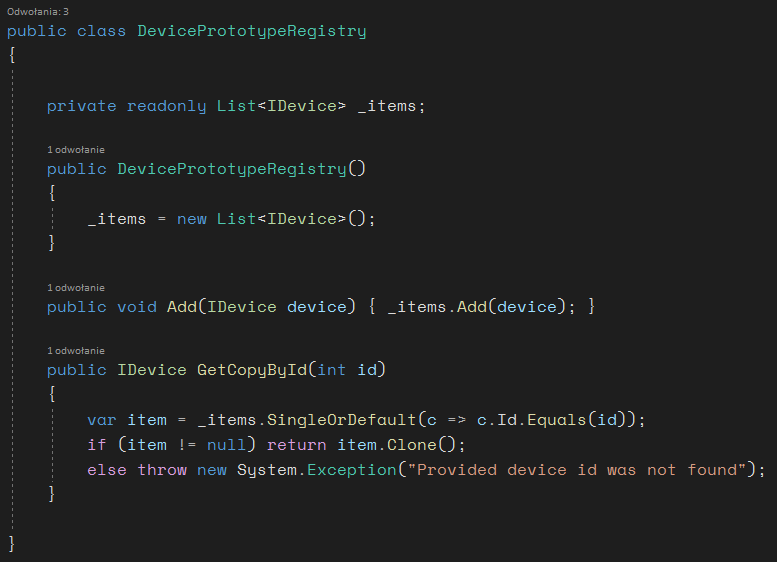 Odwołania: 3
public class DevicePrototypeRegistry
{
private readonly List<IDevice> _items;
1 odwołanie
public DevicePrototypeRegistry()
{
_items = new List<IDevice>();
}
1 odwołanie
public void Add(IDevice device) { _items.Add(device); }
1 odwołanie
public IDevice GetCopyById(int id)
{
var item = _items.SingleOrDefault(c => c.Id.Equals(id));
if (item != null) return item.Clone();
else throw new System.Exception("Provided device id was not found");
}
}